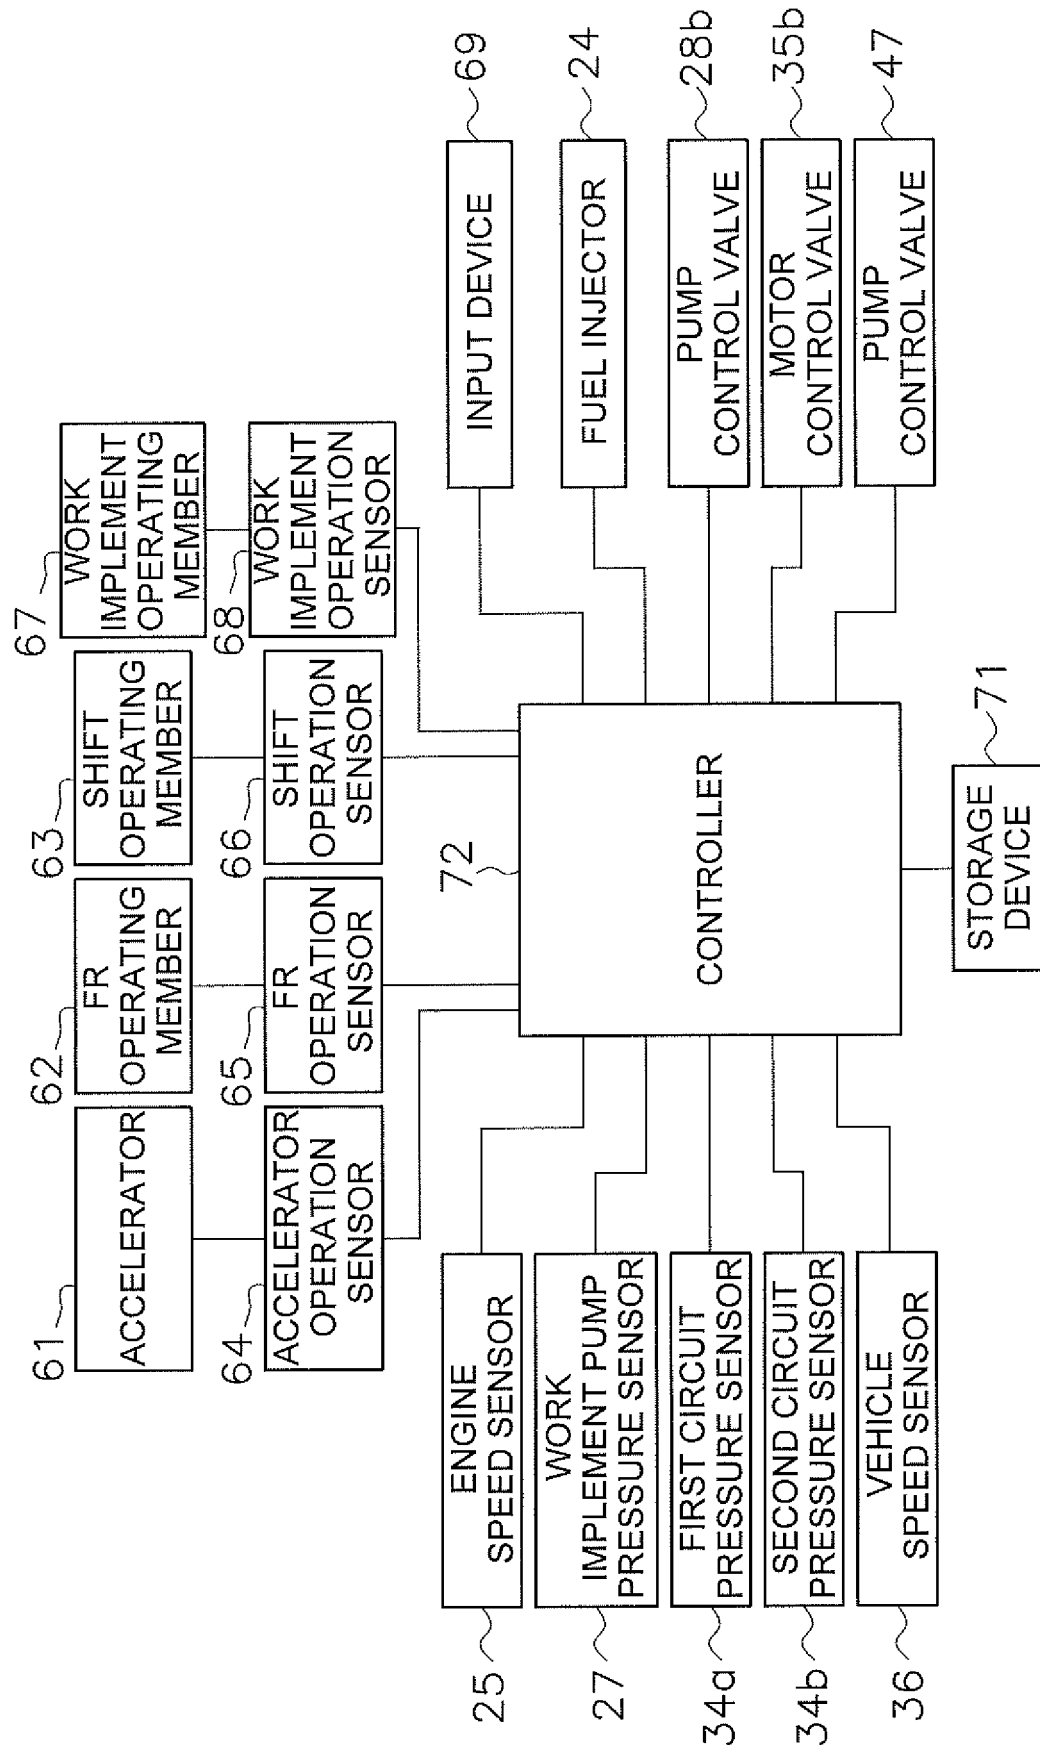 61
ACCELERATOR
62
FR
OPERATING
MEMBER
63
SHIFT
OPERATING
MEMBER
67
WORK
IMPLEMENT
OPERATING
MEMBER
64
ACCELERATOR
OPERATION
SENSOR
65
FR
OPERATION
SENSOR
66
SHIFT
OPERATION
SENSOR
68
WORK
IMPLEMENT
OPERATION
SENSOR
25
ENGINE
SPEED SENSOR
27
WORK
IMPLEMENT PUMP
PRESSURE SENSOR
34a
FIRST CIRCUIT
PRESSURE SENSOR
34b
SECOND CIRCUIT
PRESSURE SENSOR
36
VEHICLE
SPEED SENSOR
72
CONTROLLER
INPUT DEVICE
69
FUEL INJECTOR
24
PUMP
CONTROL VALVE
28b
MOTOR
CONTROL VALVE
35b
PUMP
CONTROL VALVE
47
STORAGE
DEVICE
71